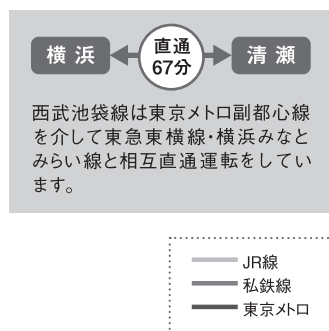 横浜 直通 67分 清瀬
西武池袋線は東京メトロ副都心線
を介して東急東横線・横浜みなと
みらい線と相互直通運転をしてい
ます。
JR線
私鉄線
東京メトロ